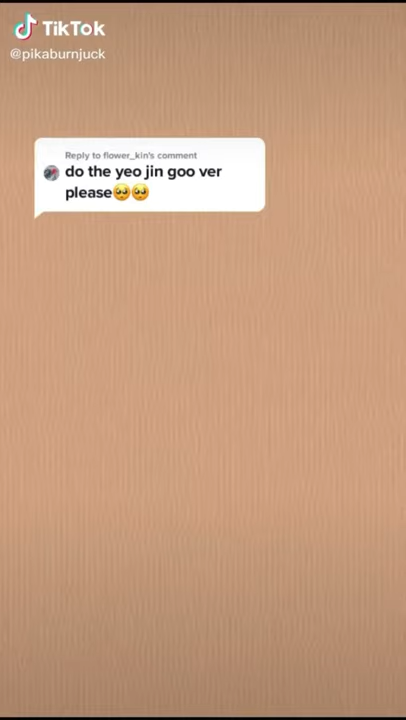 TikTok
@pikaburnjuck
Reply to flower_kin's comment
do the yeo jin goo ver
please🥺🥺